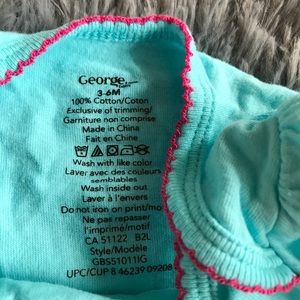 George
3-6M
100% Cotton/Coton
Exclusive of trimming/
Garniture non comprise
Made in China
Fait en Chine
Wash with like color
Laver avec des couleurs
semblables
Wash inside out
Laver à l'envers
Do not iron on print/mo
Ne pas repasser
l'imprimé/motif
CA 51122 B2L
Style/Modèle
GBS51011IG
UPC/CUP 8 46239 09208